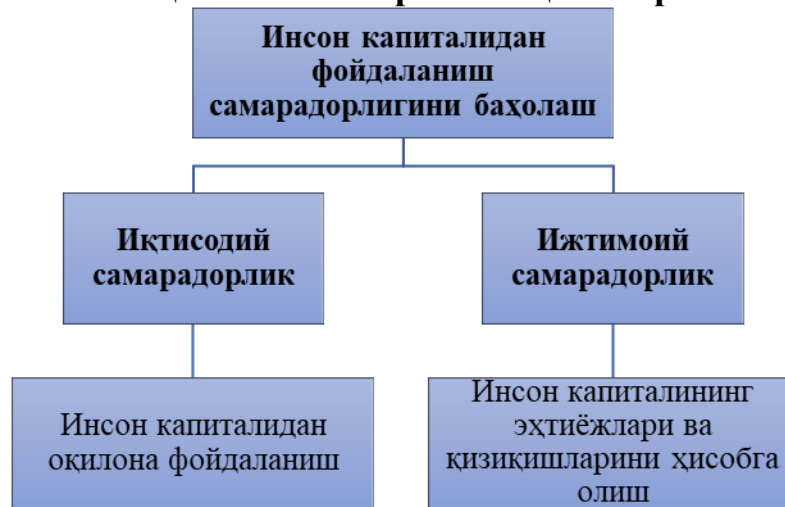 Инсон капиталидан
фойдаланиш
самарадорлигини баҳолаш
Иқтисодий
самарадорлик
Ижтимоий
самарадорлик
Инсон капиталидан
оқилона фойдаланиш
Инсон капиталининг
эҳтиёжлари ва
қизиқишларини ҳисобга
олиш